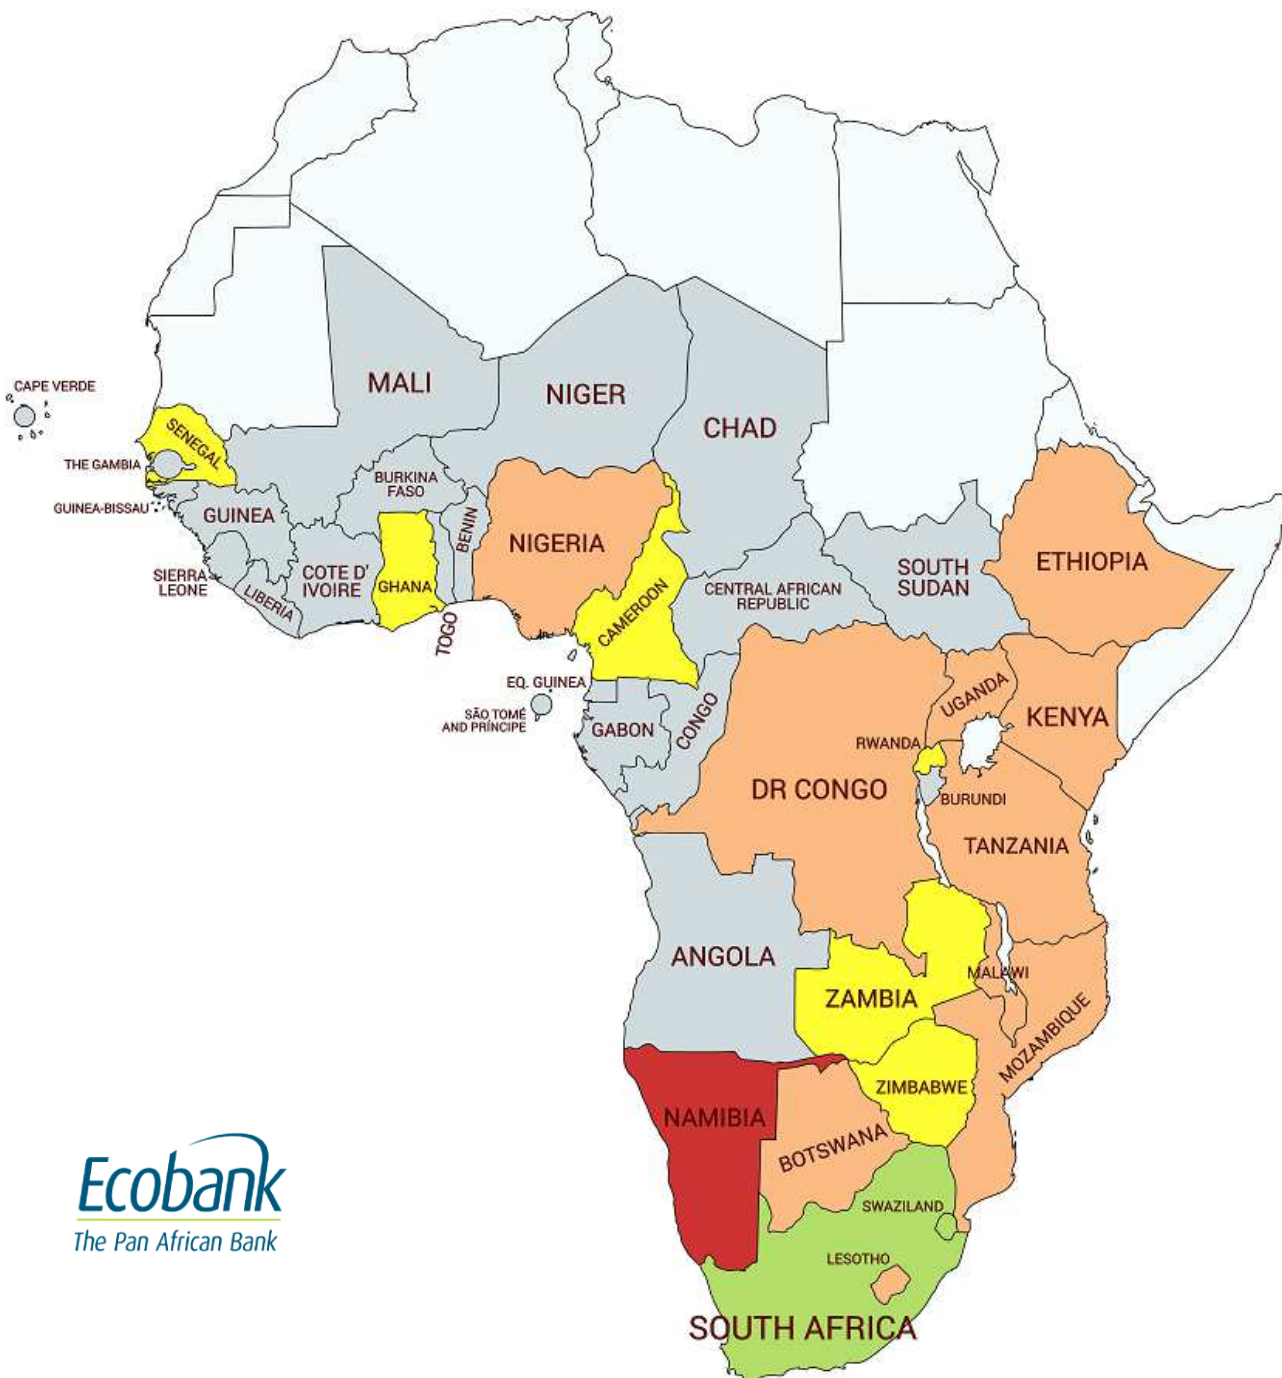 MALI
NIGER
CAPE VERDE
CHAD
SENEGAL
THE GAMBIA
BURKINA
FASO
GUINEA-BISSAU
GUINEA
BENIN
NIGERIA
ETHIOPIA
SIERRA
LEONE
COTE D'
IVOIRE
GHANA
SOUTH
SUDAN
CENTRAL AFRICAN
REPUBLIC
LIBERIA
TOGO
CAMEROON
EQ. GUINEA
SÃO TOMÉ
AND PRÍNCIPE
GABON
CONGO
UGANDA
KENYA
RWANDA
DR CONGO
BURUNDI
TANZANIA
ANGOLA
MALAWI
ZAMBIA
MOZAMBIQUE
ZIMBABWE
NAMIBIA
BOTSWANA
SWAZILAND
LESOTHO
SOUTH AFRICA
Ecobank
The Pan African Bank